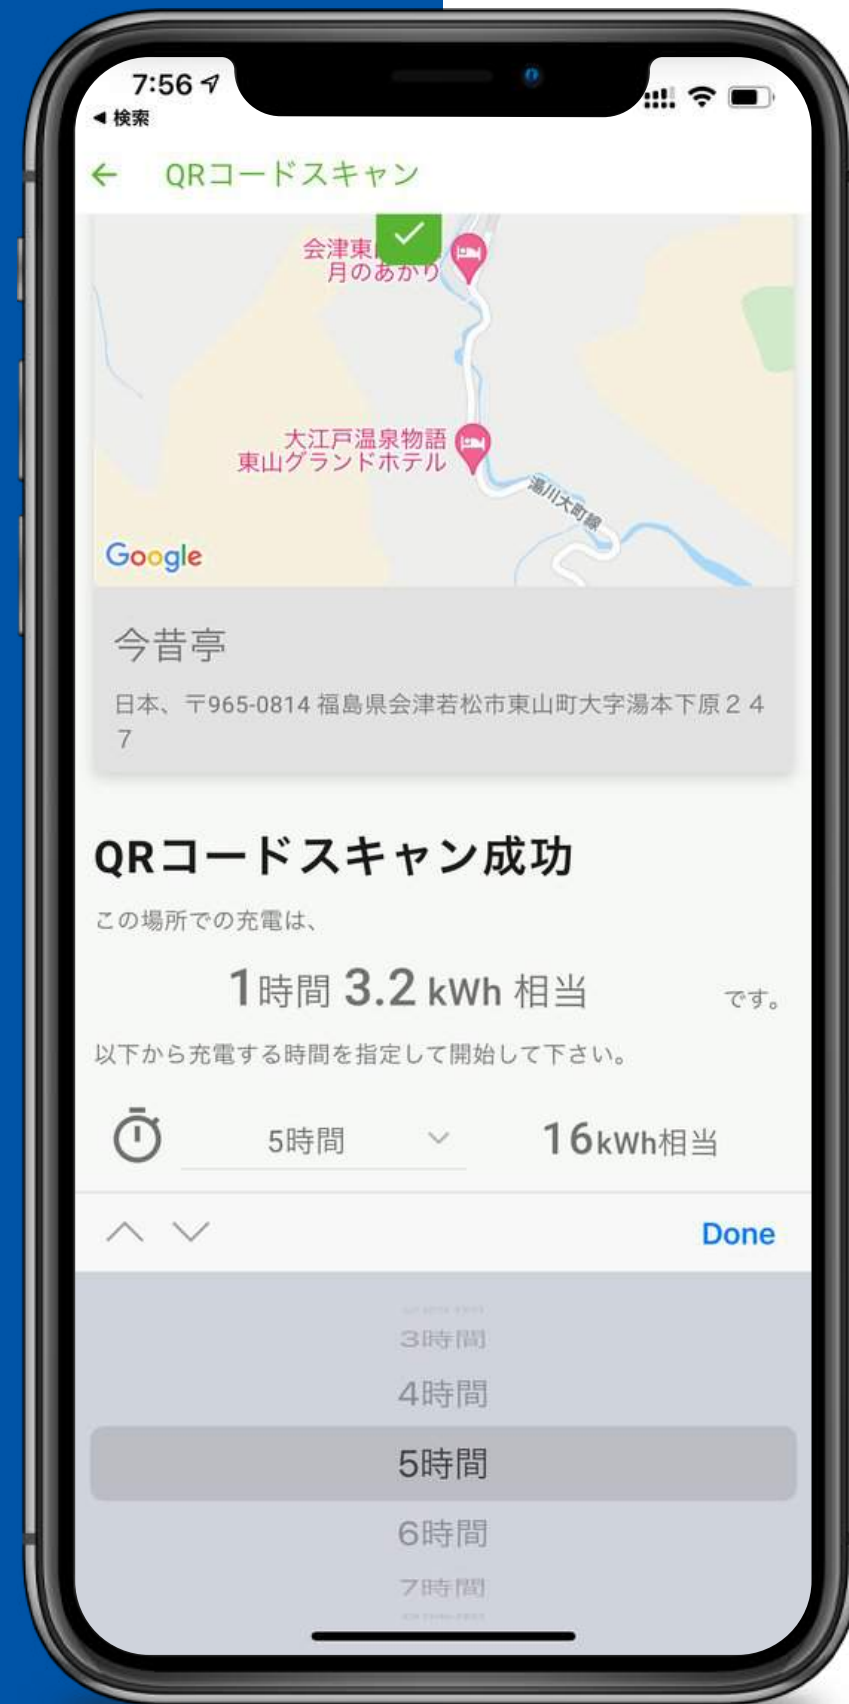 7:56
◀ 検索
← QRコードスキャン
会津東
月のあかり
大江戸温泉物語
東山グランドホテル
湯川大町線
Google
今昔亭
日本、〒965-0814 福島県会津若松市東山町大字湯本下原２４
７
QRコードスキャン成功
この場所での充電は、
1時間 3.2 kWh 相当 です。
以下から充電する時間を指定して開始して下さい。
5時間 16kWh相当
Done
3時間
4時間
5時間
6時間
7時間